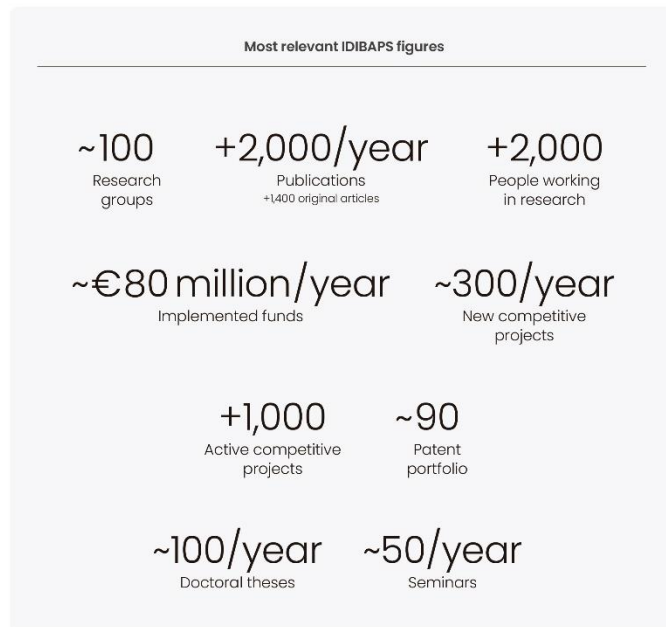 Most relevant IDIBAPS figures
~100
Research
groups
+2,000/year
Publications
+1,400 original articles
+2,000
People working
in research
~€80 million/year
Implemented funds
~300/year
New competitive
projects
+1,000
Active competitive
projects
~90
Patent
portfolio
~100/year
Doctoral theses
~50/year
Seminars